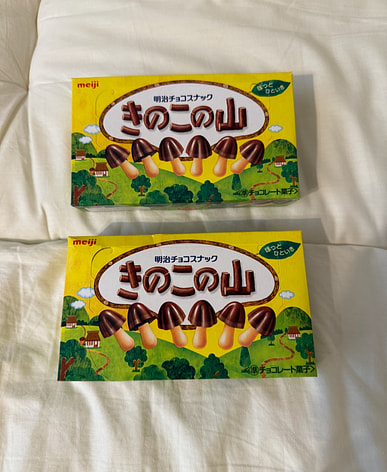 meiji
ほっと
ひといき
明治チョコスナック
きのこの山
チョコレート菓子>
meiji
ほっと
ひといき
明治チョコスナック
きのこの山
チョコレート菓子>